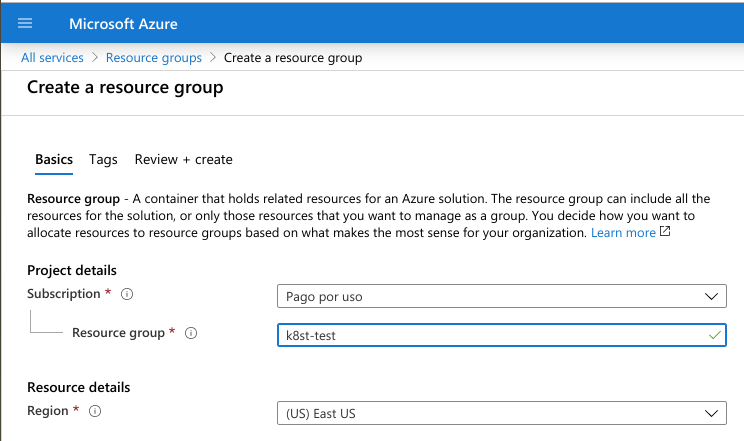 Microsoft Azure
All services > Resource groups > Create a resource group
Create a resource group
Basics Tags Review + create
Resource group - A container that holds related resources for an Azure solution. The resource group can include all the
resources for the solution, or only those resources that you want to manage as a group. You decide how you want to
allocate resources to resource groups based on what makes the most sense for your organization. Learn more
Project details
Subscription * Pago por uso
Resource group * k8st-test
Resource details
Region * (US) East US